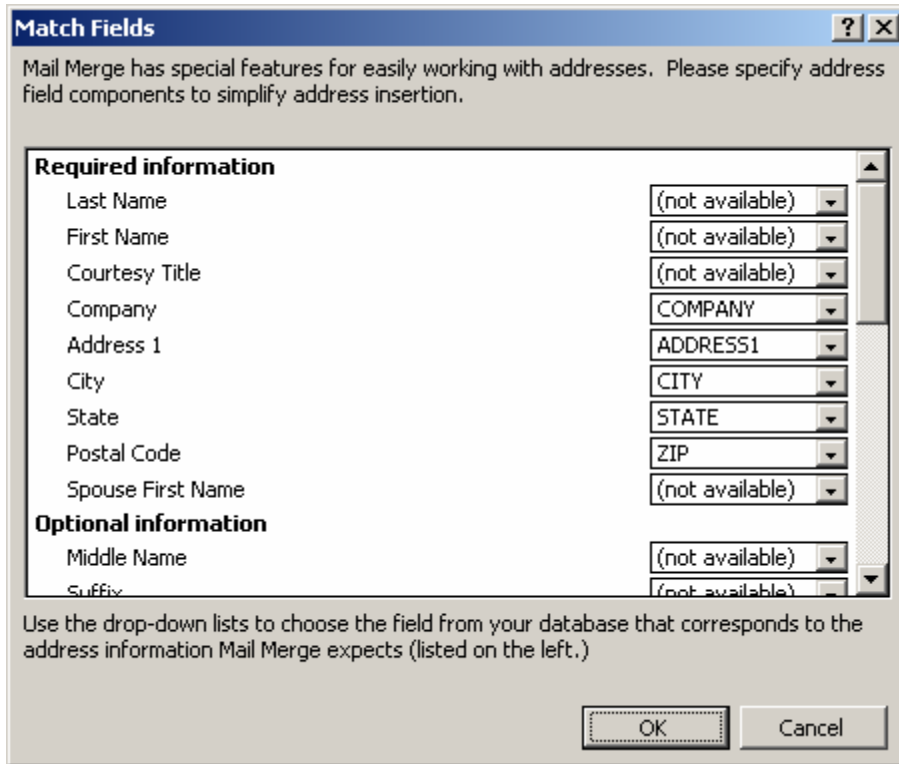 Match Fields
Mail Merge has special features for easily working with addresses.  Please specify address
field components to simplify address insertion.
Required information
Last Name (not available)
First Name (not available)
Courtesy Title (not available)
Company COMPANY
Address 1 ADDRESS1
City CITY
State STATE
Postal Code ZIP
Spouse First Name (not available)
Optional information
Middle Name (not available)
Suffix (not available)
Use the drop-down lists to choose the field from your database that corresponds to the
address information Mail Merge expects (listed on the left.)
OK Cancel